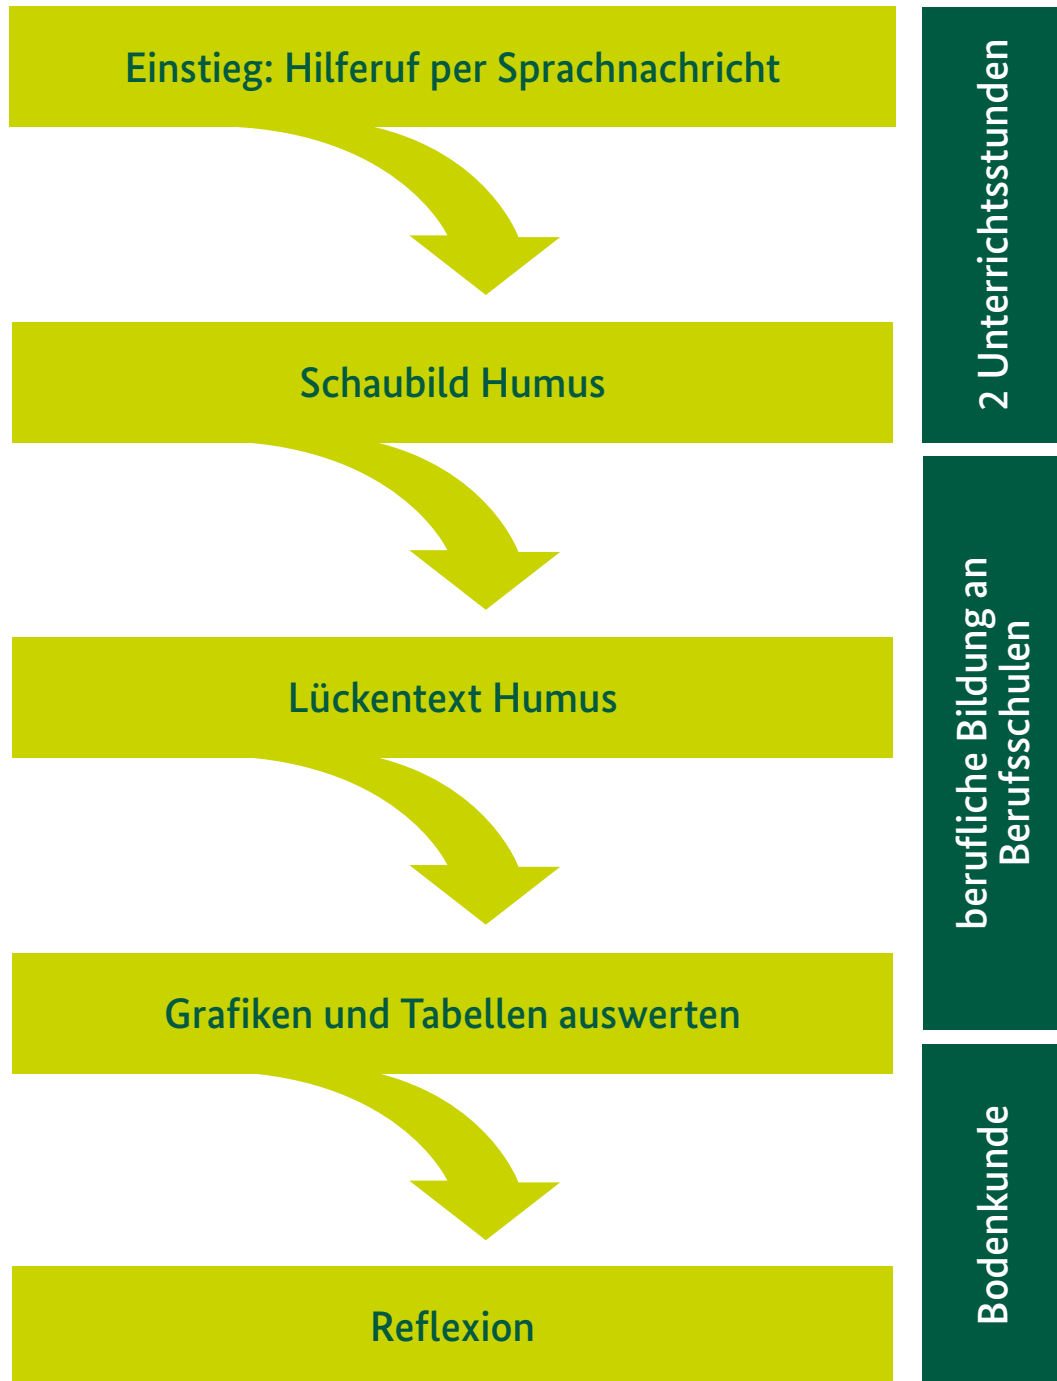 Einstieg: Hilferuf per Sprachnachricht
Schaubild Humus
Lückentext Humus
Grafiken und Tabellen auswerten
Reflexion
2 Unterrichtsstunden
berufliche Bildung an
Berufsschulen
Bodenkunde